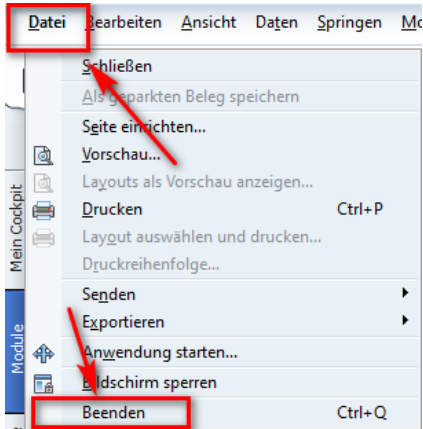 Datei Bearbeiten Ansicht Daten Springen
Schließen
Als geparkten Beleg speichern
Seite einrichten...
Vorschau...
Layouts als Vorschau anzeigen...
Drucken Ctrl+P
Layout auswählen und drucken...
Druckreihenfolge...
Senden
Exportieren
Anwendung starten...
Bildschirm sperren
Beenden Ctrl+Q
Mein Cockpit
Module